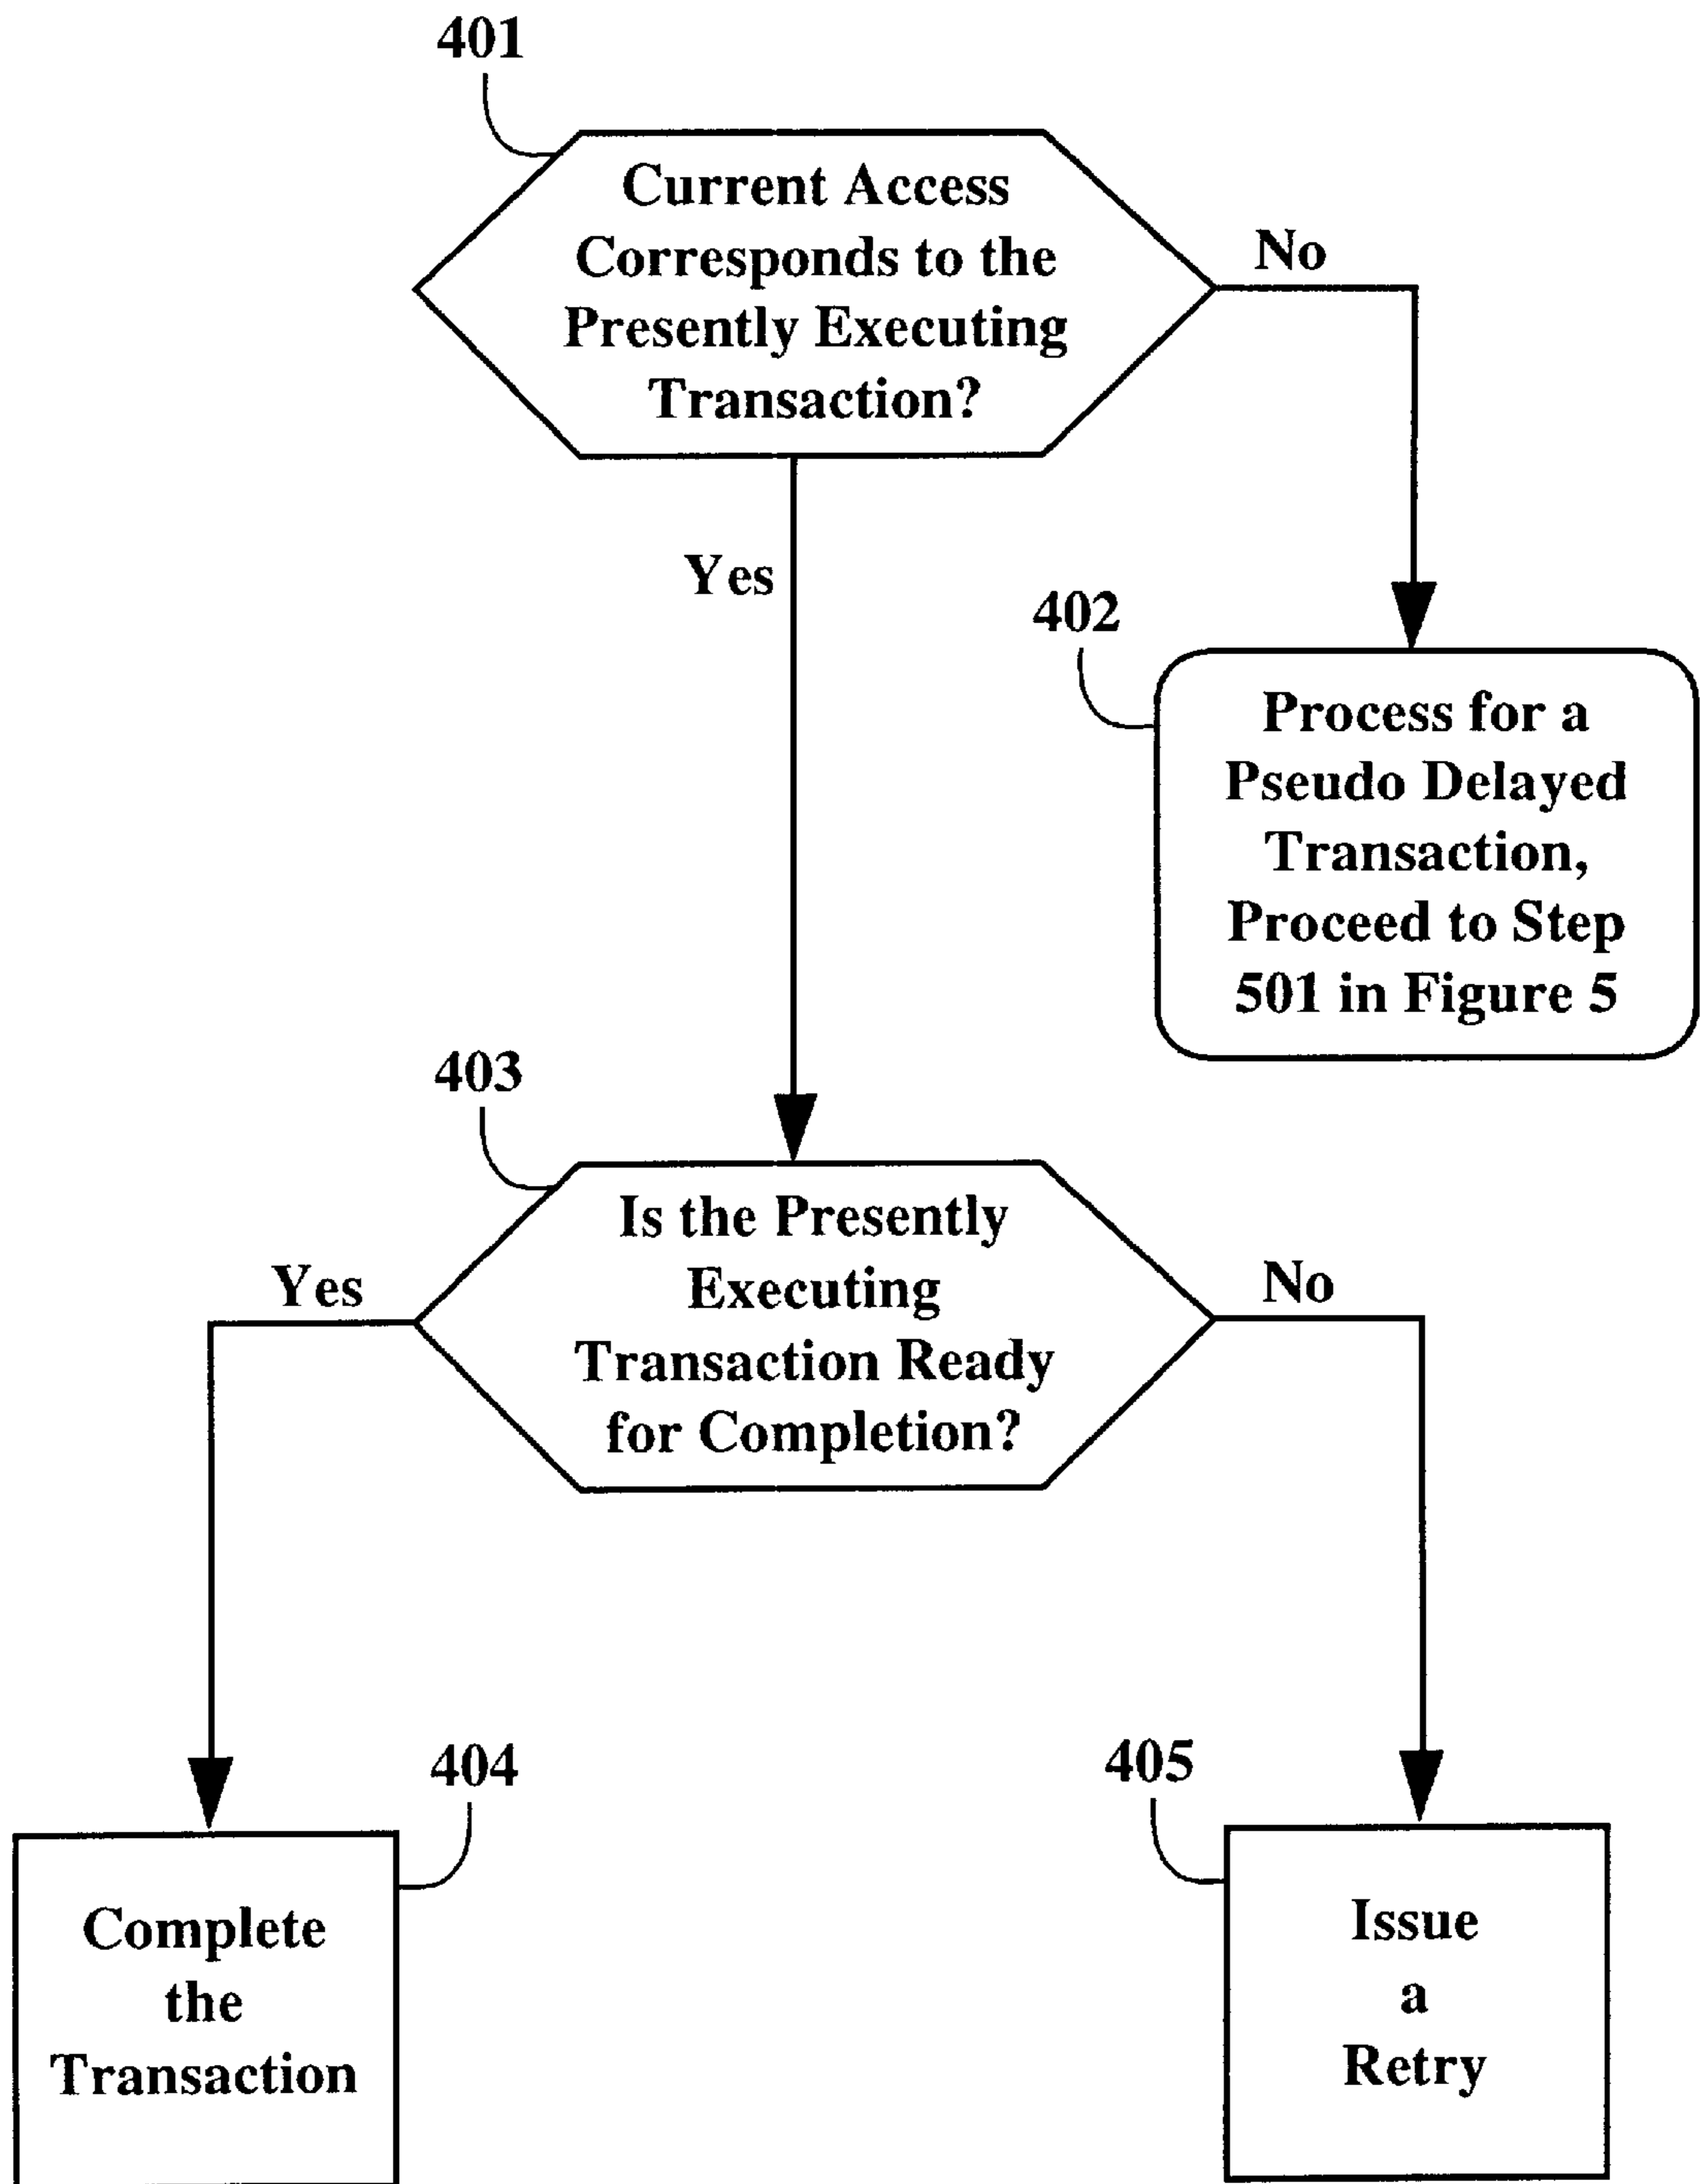 401
Current Access
Corresponds to the
Presently Executing
Transaction?
No
Yes
402
Process for a
Pseudo Delayed
Transaction,
Proceed to Step
501 in Figure 5
403
Is the Presently
Executing
Transaction Ready
for Completion?
Yes
No
404
Complete
the
Transaction
405
Issue
a
Retry